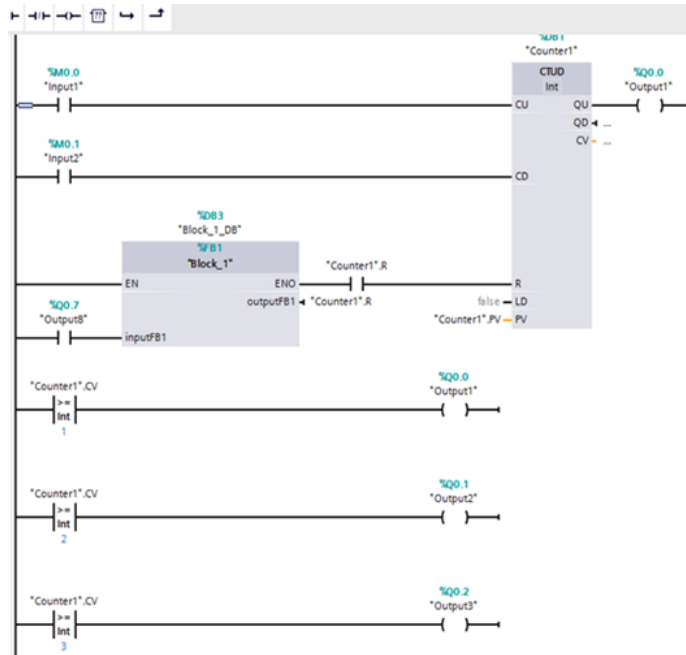 ??
%DB1
"Counter1"
%M0.0
"Input1"
CTUD
Int
%Q0.0
"Output1"
CU
QU
QD
...
CV
...
%M0.1
"Input2"
CD
%DB3
"Block_1_DB"
%FB1
"Block_1"
"Counter1".R
EN
ENO
R
%Q0.7
"Output8"
outputFB1
"Counter1".R
false
LD
"Counter1".PV
PV
inputFB1
"Counter1".CV
>=
Int
1
%Q0.0
"Output1"
"Counter1".CV
>=
Int
2
%Q0.1
"Output2"
"Counter1".CV
>=
Int
3
%Q0.2
"Output3"